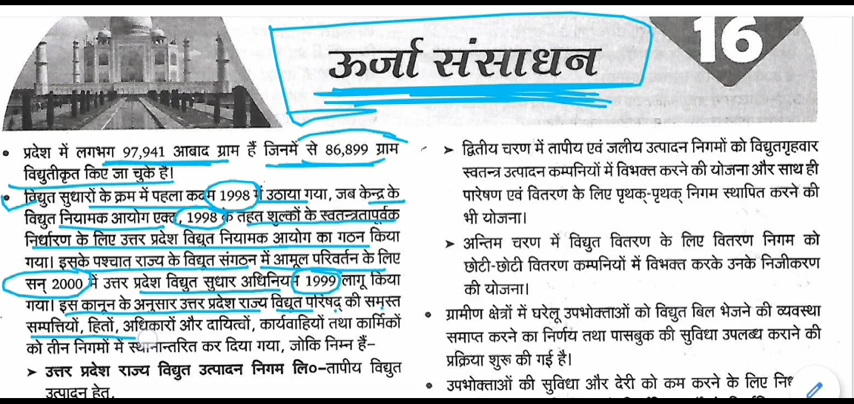 ऊर्जा संसाधन
16
• प्रदेश में लगभग 97,941 आबाद ग्राम हैं जिनमें से 86,899 ग्राम
विद्युतीकृत किए जा चुके है।
• विद्युत सुधारों के क्रम में पहला कदम 1998 में उठाया गया, जब केन्द्र के
विद्युत नियामक आयोग एक्ट, 1998 के तहत शुल्कों के स्वतन्त्रतापूर्वक
निर्धारण के लिए उत्तर प्रदेश विद्युत नियामक आयोग का गठन किया
गया। इसके पश्चात राज्य के विद्युत संगठन में आमूल परिवर्तन के लिए
सन् 2000 में उत्तर प्रदेश विद्युत सुधार अधिनियम 1999 लागू किया
गया। इस कानून के अनुसार उत्तर प्रदेश राज्य विद्युत परिषद् की समस्त
सम्पत्तियों, हितों, अधिकारों और दायित्वों, कार्यवाहियों तथा कार्मिकों
को तीन निगमों में स्थानान्तरित कर दिया गया, जोकि निम्न हैं–
➤ उत्तर प्रदेश राज्य विद्युत उत्पादन निगम लि०–तापीय विद्युत
उत्पादन हेतु,
➤ द्वितीय चरण में तापीय एवं जलीय उत्पादन निगमों को विद्युतगृहवार
स्वतन्त्र उत्पादन कम्पनियों में विभक्त करने की योजना और साथ ही
पारेषण एवं वितरण के लिए पृथक-पृथक् निगम स्थापित करने की
भी योजना।
➤ अन्तिम चरण में विद्युत वितरण के लिए वितरण निगम को
छोटी-छोटी वितरण कम्पनियों में विभक्त करके उनके निजीकरण
की योजना।
• ग्रामीण क्षेत्रों में घरेलू उपभोक्ताओं को विद्युत बिल भेजने की व्यवस्था
समाप्त करने का निर्णय तथा पासबुक की सुविधा उपलब्ध कराने की
प्रक्रिया शुरू की गई है।
• उपभोक्ताओं की सुविधा और देरी को कम करने के लिए